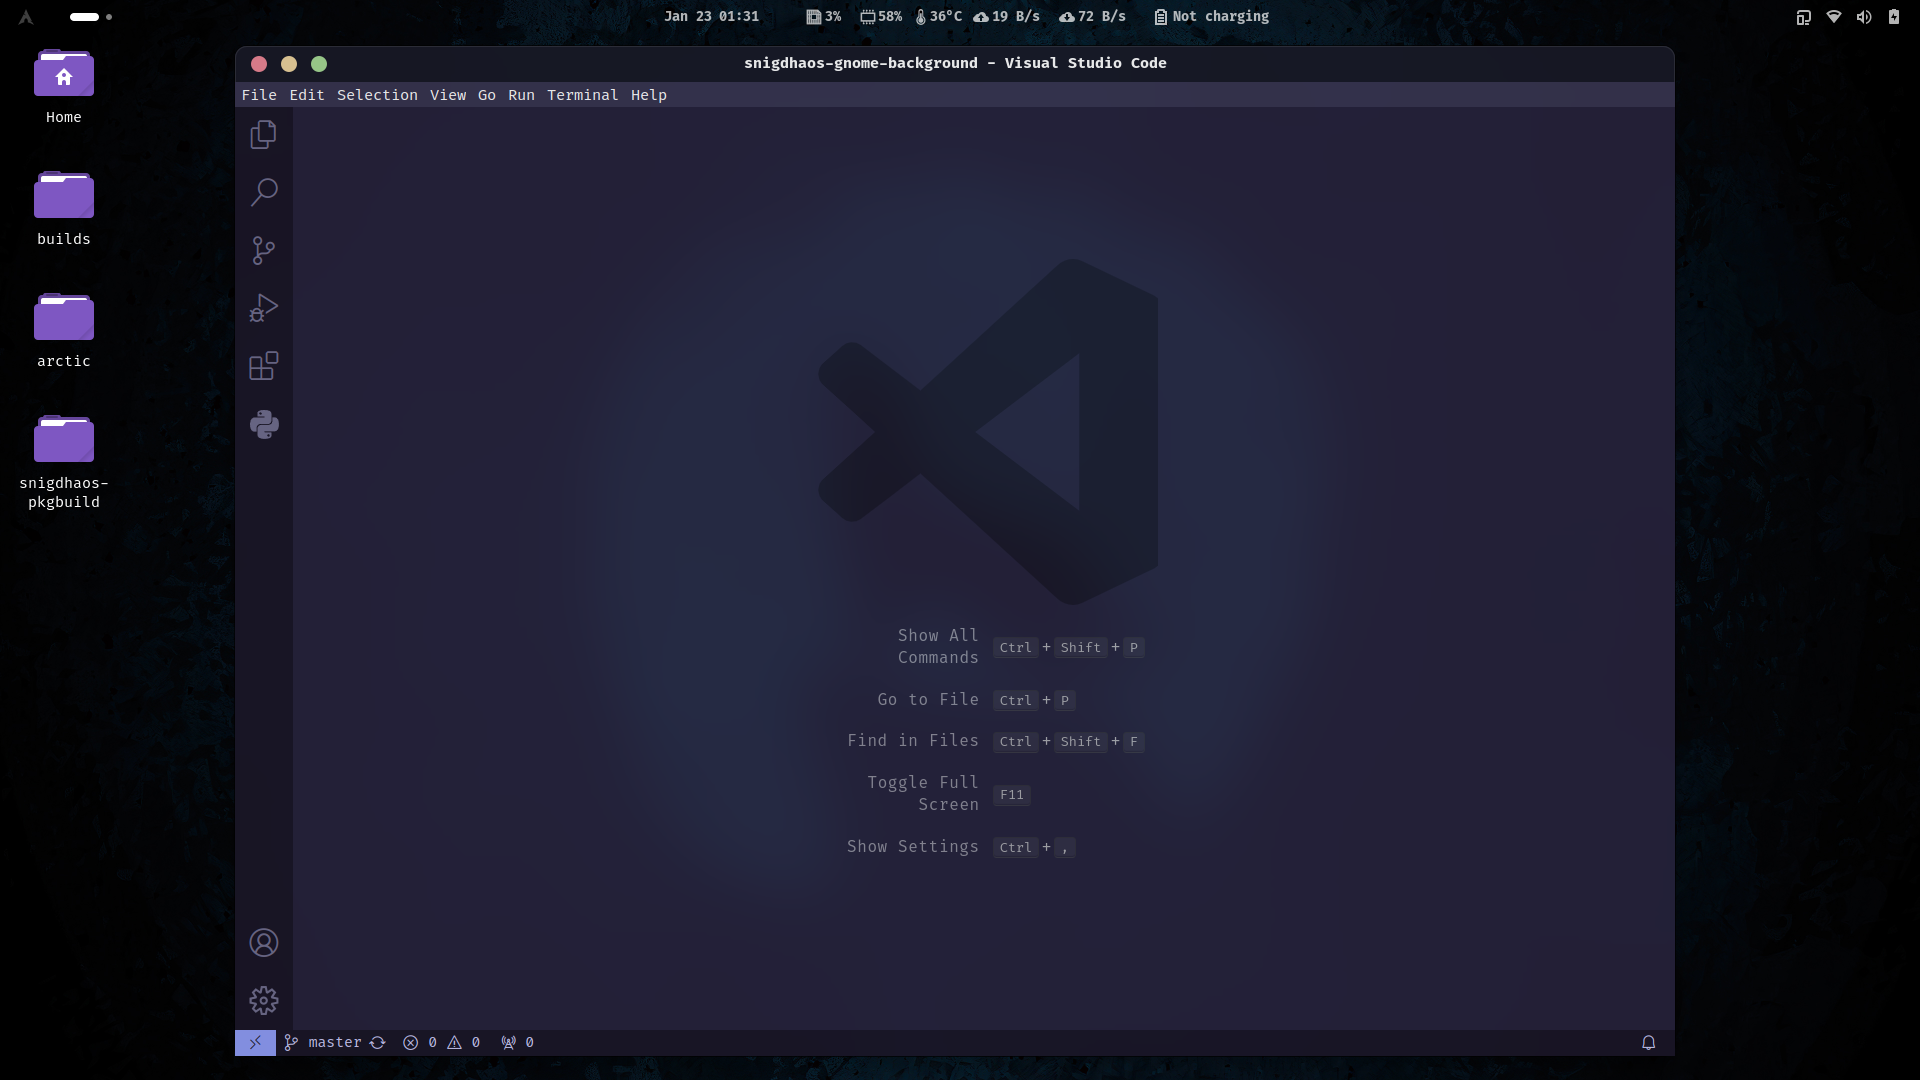 Jan 23 01:31 3% 58% 36°C 19 B/s 72 B/s Not charging
Home
builds
arctic
snigdhaos-
pkgbuild
snigdhaos-gnome-background - Visual Studio Code
File Edit Selection View Go Run Terminal Help
Show All
Commands Ctrl + Shift + P
Go to File Ctrl + P
Find in Files Ctrl + Shift + F
Toggle Full
Screen F11
Show Settings Ctrl + ,
master 0 0 0